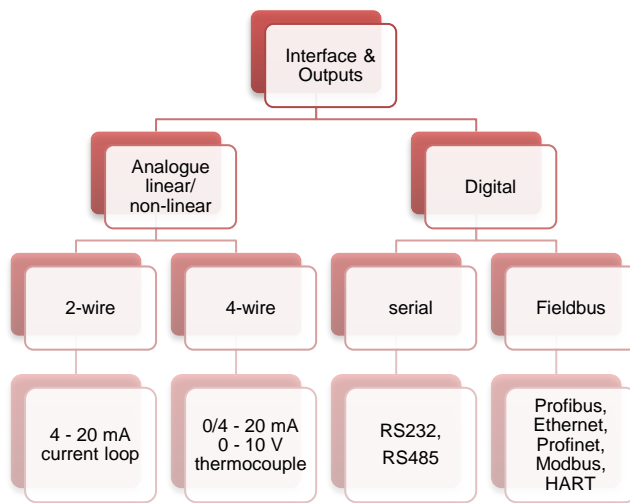 Interface &
Outputs
Analogue
linear/
non-linear
Digital
2-wire
4-wire
serial
Fieldbus
4 - 20 mA
current loop
0/4 - 20 mA
0 - 10 V
thermocouple
RS232,
RS485
Profibus,
Ethernet,
Profinet,
Modbus,
HART